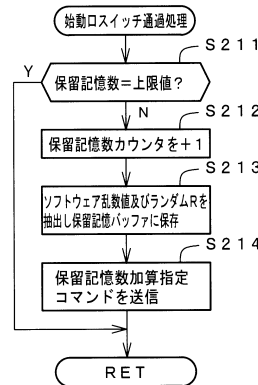 始動口スイッチ通過処理
S211
Y
保留記憶数=上限値?
N
S212
保留記憶数カウンタを+1
S213
ソフトウェア乱数値及びランダムRを
抽出し保留記憶バッファに保存
S214
保留記憶数加算指定
コマンドを送信
RET